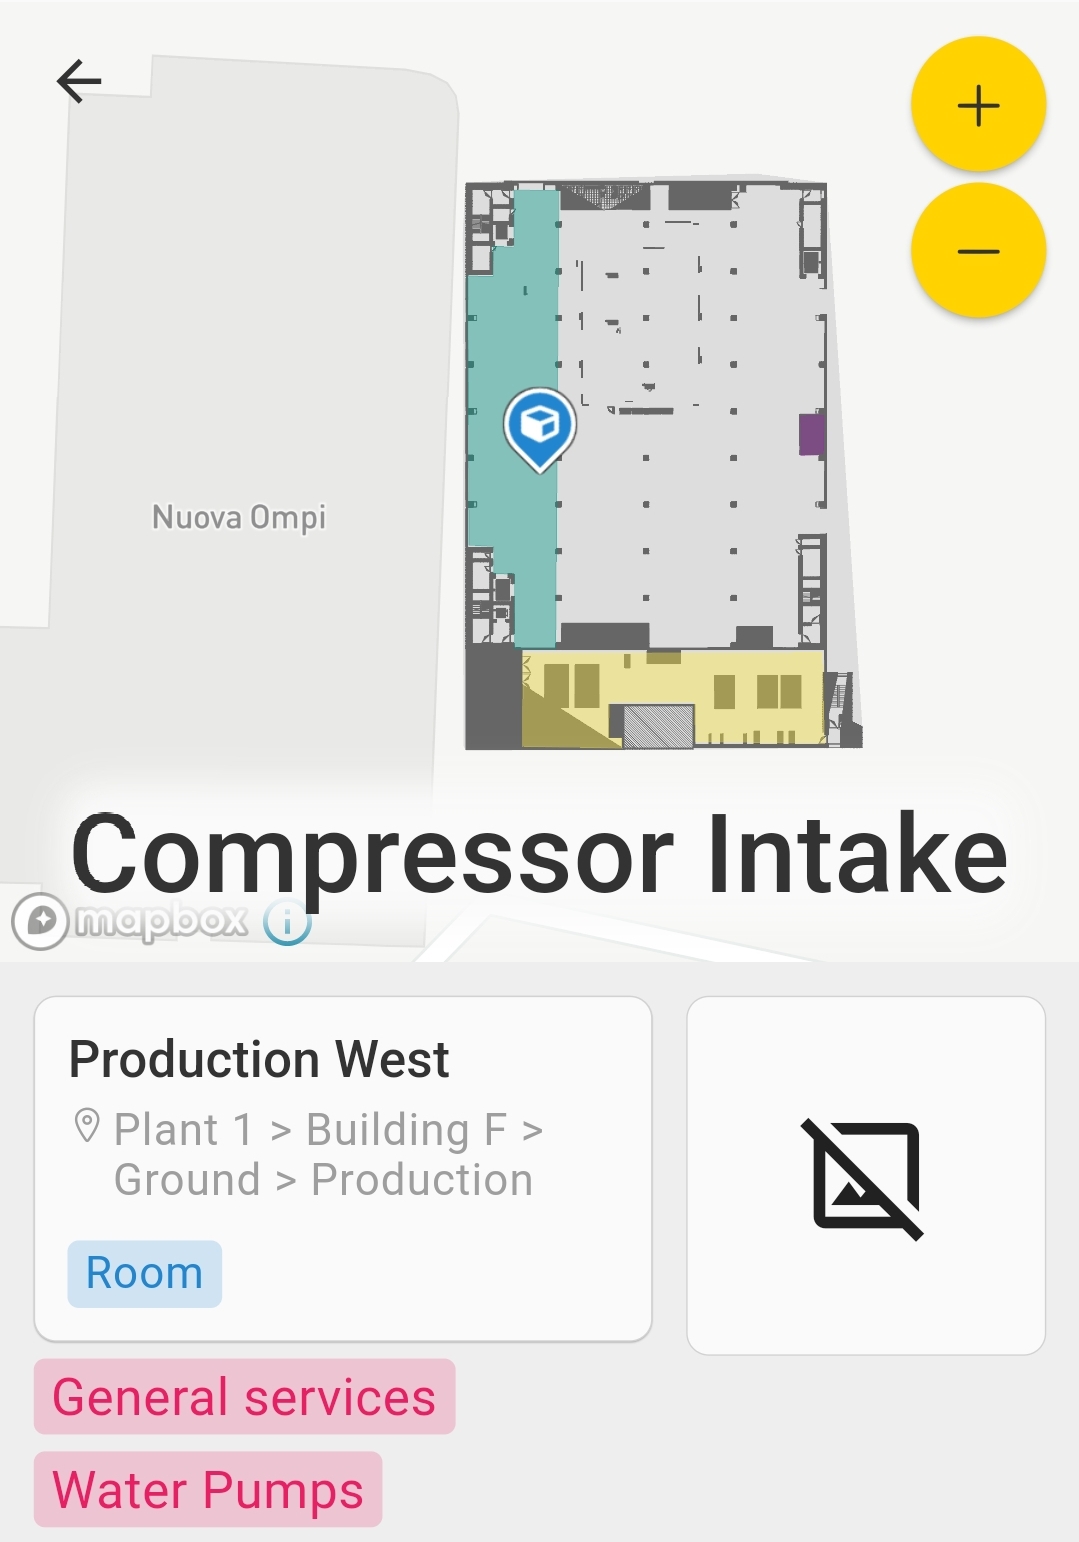 Nuova Ompi
Compressor Intake
mapbox
Production West
Plant 1 > Building F >
Ground > Production
Room
General services
Water Pumps